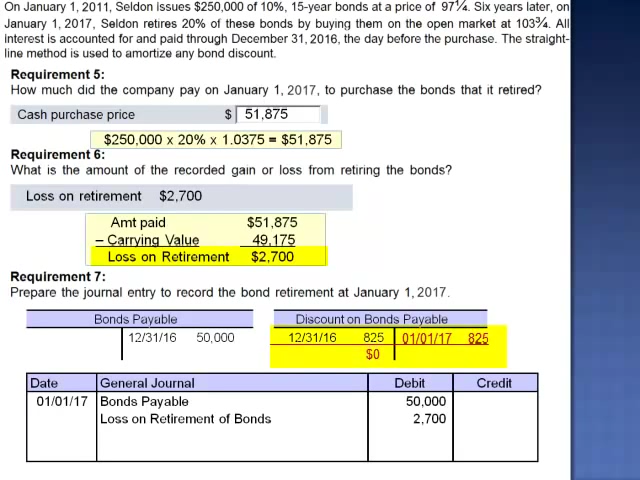 On January 1, 2011, Seldon issues $250,000 of 10%, 15-year bonds at a price of 97¼. Six years later, on
January 1, 2017, Seldon retires 20% of these bonds by buying them on the open market at 103¾. All
interest is accounted for and paid through December 31, 2016, the day before the purchase. The straight-
line method is used to amortize any bond discount.
Requirement 5:
How much did the company pay on January 1, 2017, to purchase the bonds that it retired?
Cash purchase price $ 51,875
$250,000 x 20% x 1.0375 = $51,875
Requirement 6:
What is the amount of the recorded gain or loss from retiring the bonds?
Loss on retirement $2,700
Amt paid $51,875
– Carrying Value 49,175
Loss on Retirement $2,700
Requirement 7:
Prepare the journal entry to record the bond retirement at January 1, 2017.
Bonds Payable Discount on Bonds Payable
12/31/16 50,000 12/31/16 825 01/01/17 825
$0
Date General Journal Debit Credit
01/01/17 Bonds Payable 50,000
Loss on Retirement of Bonds 2,700